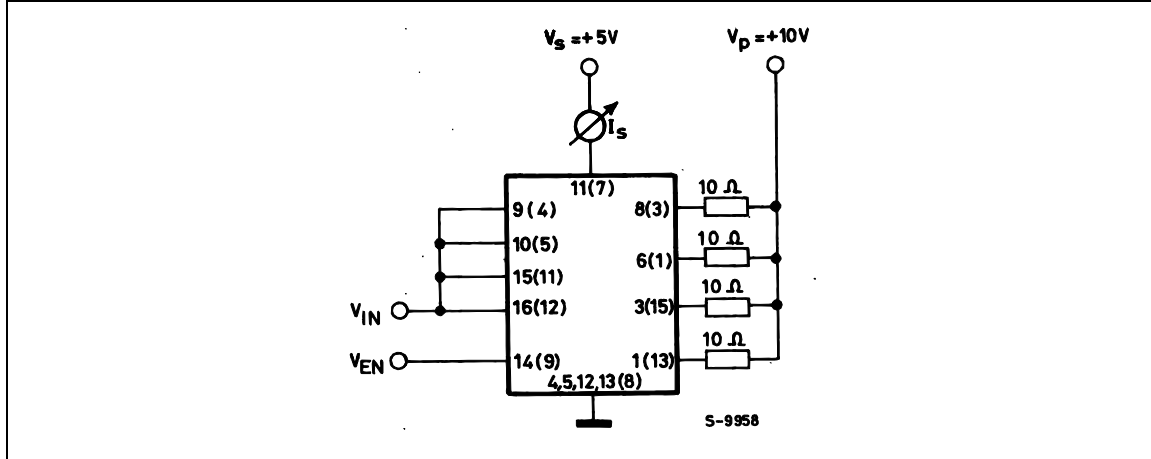 Vs = +5V
Vp = +10V
Is
11(7)
10 Ω
9(4)
8(3)
10 Ω
10(5)
6(1)
15(11)
10 Ω
VIN
16(12)
3(15)
10 Ω
VEN
14(9)
1(13)
4,5,12,13(8)
S-9958